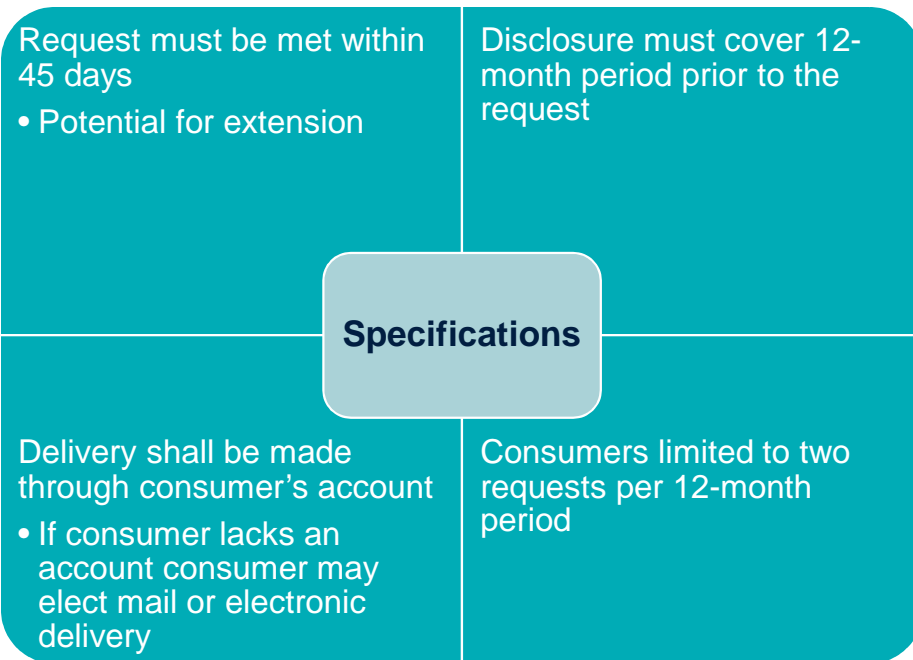 Request must be met within
45 days
• Potential for extension
Disclosure must cover 12-
month period prior to the
request
Specifications
Delivery shall be made
through consumer’s account
• If consumer lacks an
account consumer may
elect mail or electronic
delivery
Consumers limited to two
requests per 12-month
period